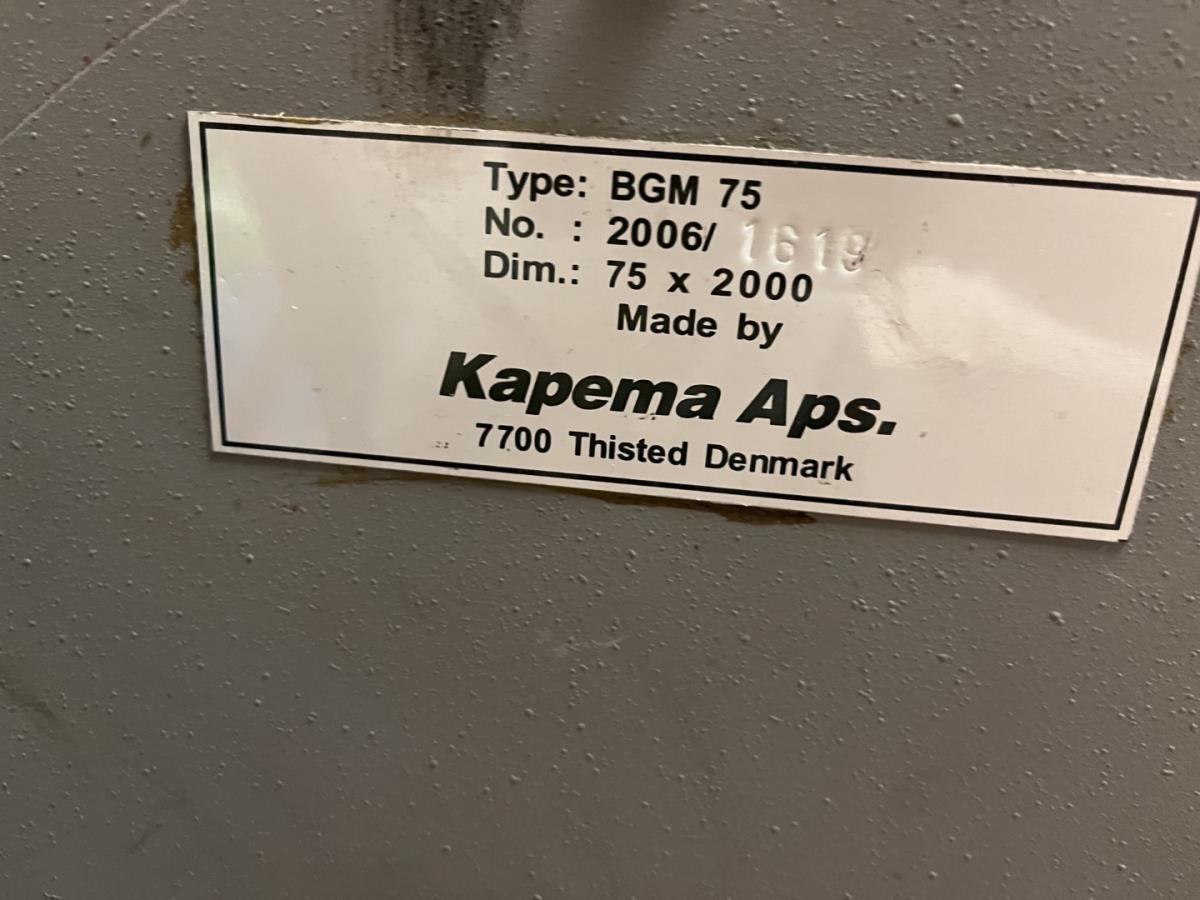 Type: BGM 75
No. : 2006/ 1619
Dim.: 75 x 2000
Made by
Kapema Aps.
7700 Thisted Denmark